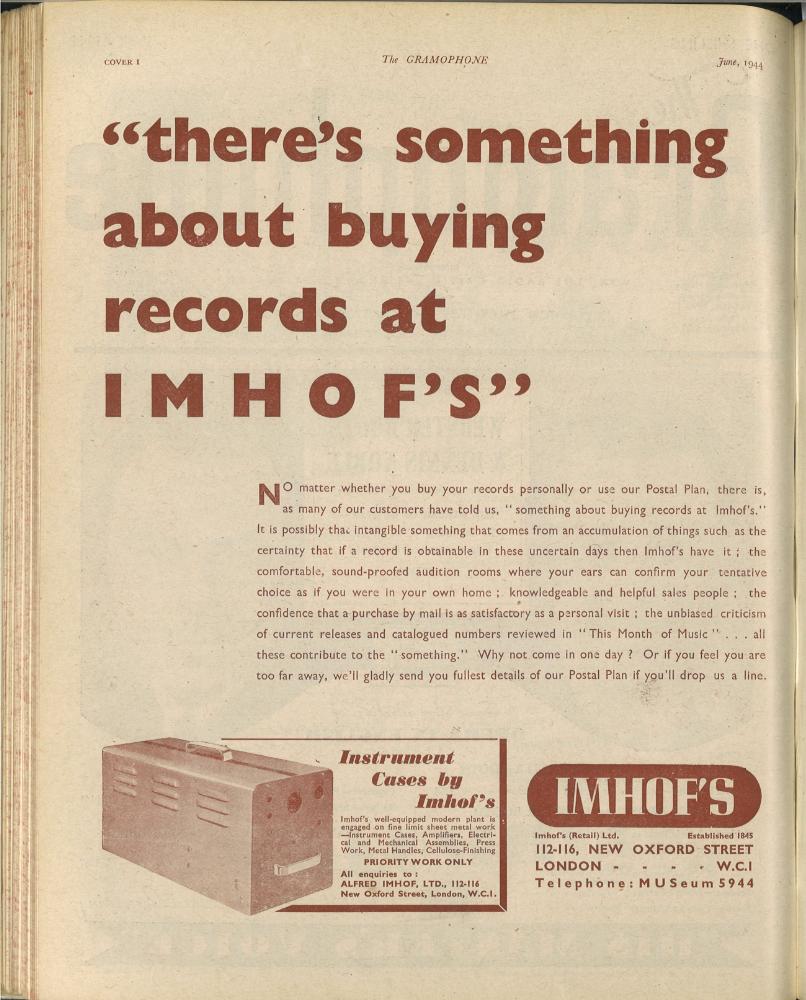 COVER I The GRAMOPHONE June, 1944
“there’s something
about buying
records at
IMHOF’S”
NO matter whether you buy your records personally or use our Postal Plan, there is,
as many of our customers have told us, “something about buying records at Imhof’s.”
It is possibly that intangible something that comes from an accumulation of things such as the
certainty that if a record is obtainable in these uncertain days then Imhof’s have it ; the
comfortable, sound-proofed audition rooms where your ears can confirm your tentative
choice as if you were in your own home ; knowledgeable and helpful sales people ; the
confidence that a purchase by mail is as satisfactory as a personal visit ; the unbiased criticism
of current releases and catalogued numbers reviewed in “This Month of Music” . . . all
these contribute to the “something.” Why not come in one day ? Or if you feel you are
too far away, we’ll gladly send you fullest details of our Postal Plan if you’ll drop us a line.
Instrument
Cases by
Imhof’s
Imhof’s well-equipped modern plant is
engaged on fine limit sheet metal work
—Instrument Cases, Amplifiers, Electri-
cal and Mechanical Assemblies, Press
Work, Metal Handles, Cellulose-Finishing
PRIORITY WORK ONLY
All enquiries to :
ALFRED IMHOF, LTD., 112-116
New Oxford Street, London, W.C.1.
IMHOF’S
Imhof’s (Retail) Ltd. Established 1845
112-116, NEW OXFORD STREET
LONDON - - - - W.C.1
Telephone: MUSeum 5944